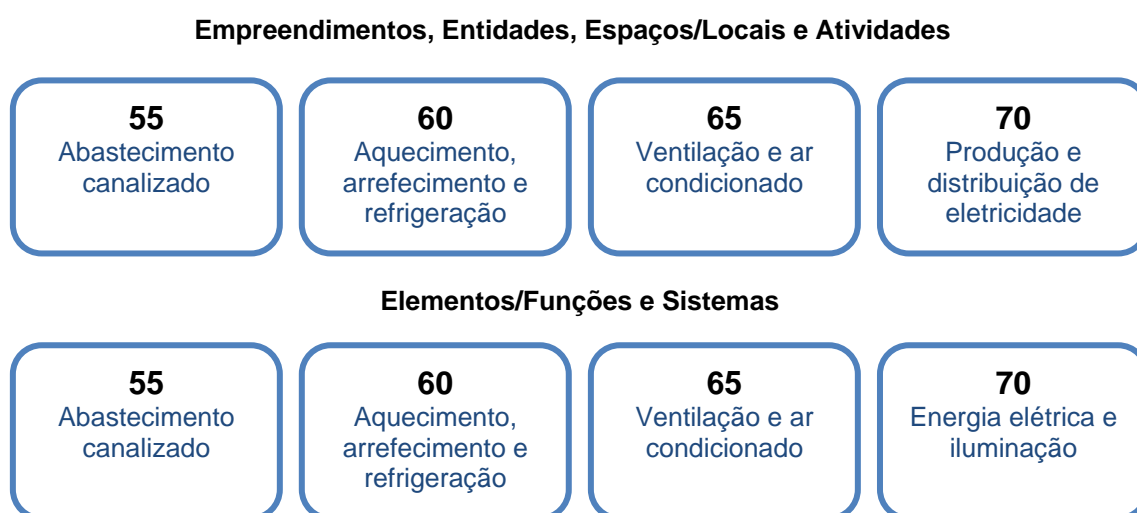 Empreendimentos, Entidades, Espaços/Locais e Atividades
55
Abastecimento
canalizado
60
Aquecimento,
arrefecimento e
refrigeração
65
Ventilação e ar
condicionado
70
Produção e
distribuição de
eletricidade
Elementos/Funções e Sistemas
55
Abastecimento
canalizado
60
Aquecimento,
arrefecimento e
refrigeração
65
Ventilação e ar
condicionado
70
Energia elétrica e
iluminação